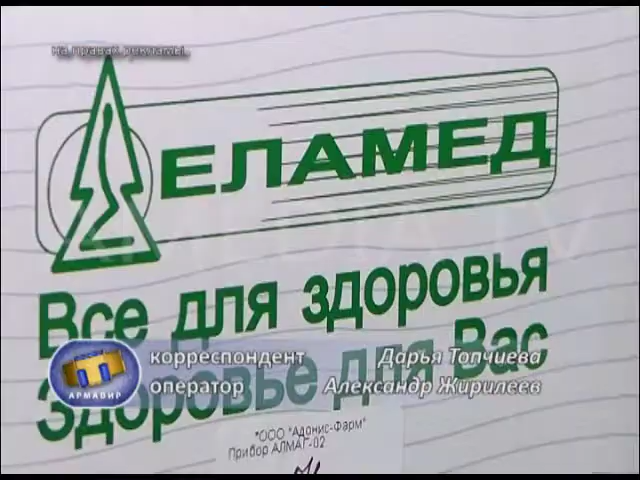 на правах рекламы.
ЕЛАМЕД
Все для здоровья
Здоровье для Вас
корреспондент Дарья Топчиева
оператор Александр Жирилеев
АРМАВИР
*ООО "Адонис-Фарм"
Прибор АЛМАГ-02